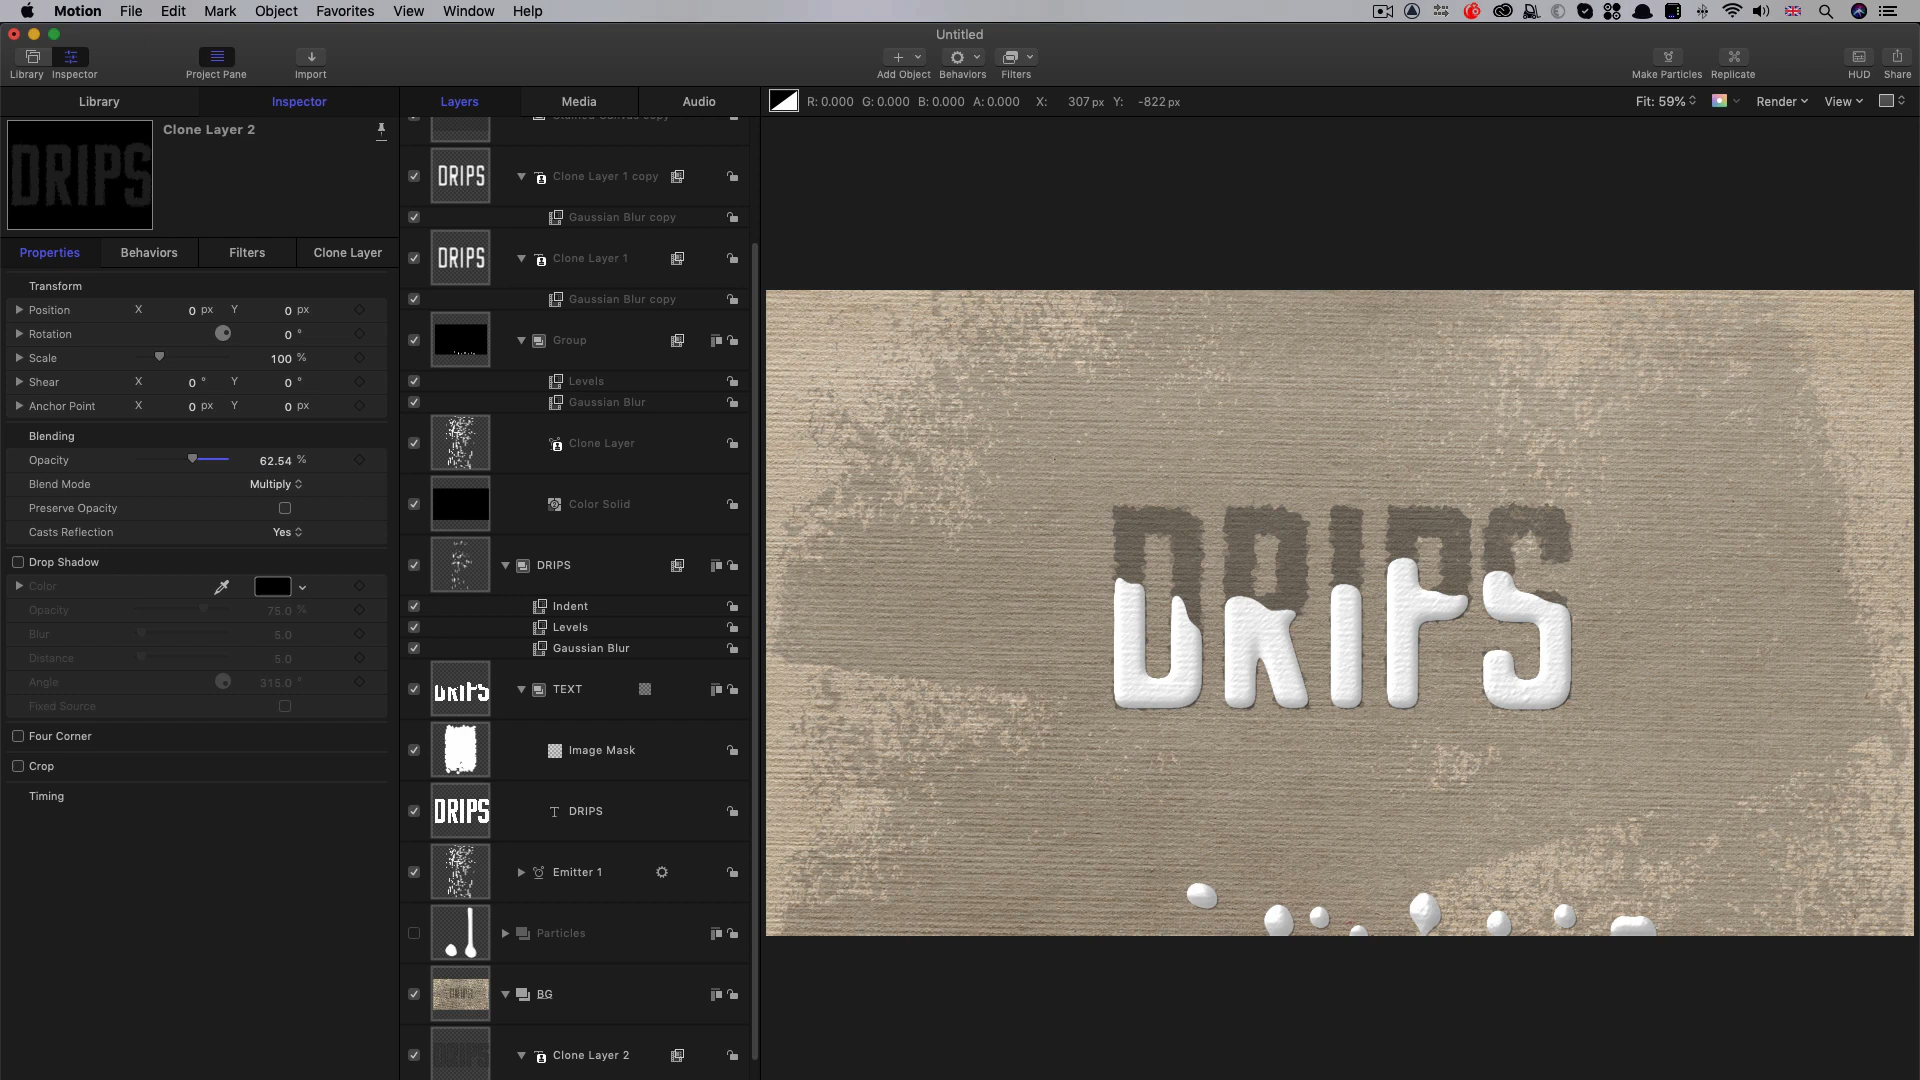 Motion File Edit Mark Object Favorites View Window Help
Untitled
Library Inspector Project Pane Import Add Object Behaviors Filters Make Particles Replicate HUD Share
Library Inspector Layers Media Audio R: 0.000 G: 0.000 B: 0.000 A: 0.000 X: 307 px Y: -822 px Fit: 59% Render View
Clone Layer 2
DRIPS
Properties Behaviors Filters Clone Layer
Transform
Position X 0 px Y 0 px
Rotation 0 °
Scale 100 %
Shear X 0 ° Y 0 °
Anchor Point X 0 px Y 0 px
Blending
Opacity 62.54 %
Blend Mode Multiply
Preserve Opacity
Casts Reflection Yes
Drop Shadow
Color
Opacity 75.0 %
Blur 5.0
Distance 5.0
Angle 315.0 °
Fixed Source
Four Corner
Crop
Timing
Stained Canvas copy
DRIPS Clone Layer 1 copy
Gaussian Blur copy
DRIPS Clone Layer 1
Gaussian Blur copy
Group
Levels
Gaussian Blur
Clone Layer
Color Solid
DRIPS
Indent
Levels
Gaussian Blur
DRIPS TEXT
Image Mask
DRIPS DRIPS
Emitter 1
Particles
DRIPS BG
DRIPS Clone Layer 2
DRIPS